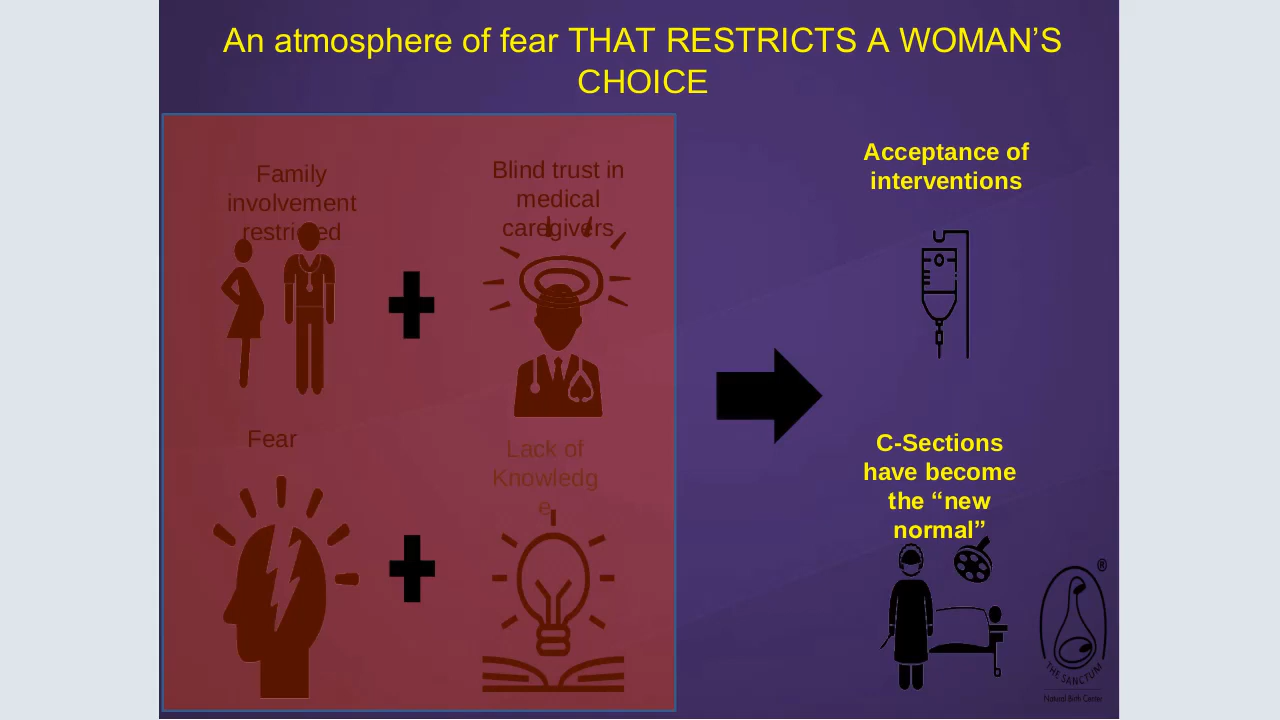 An atmosphere of fear THAT RESTRICTS A WOMAN’S
CHOICE
Family
involvement
restricted
Blind trust in
medical
caregivers
Fear
Lack of
Knowledg
e
Acceptance of
interventions
C-Sections
have become
the “new
normal”
®
THE SANCTUM
Natural Birth Center